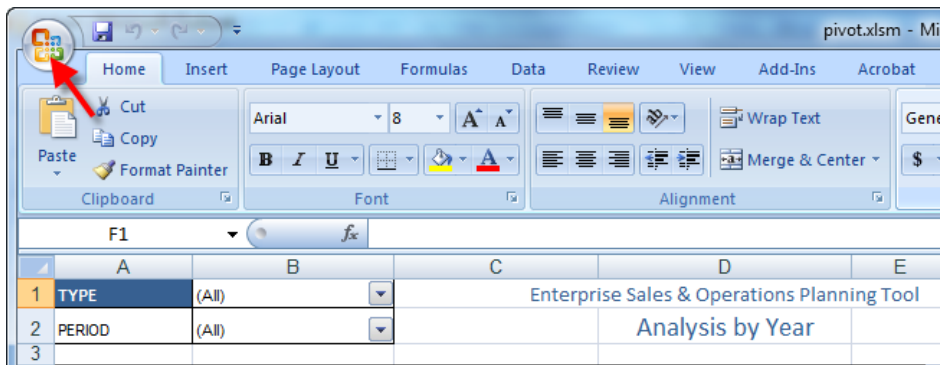 pivot.xlsm - Mi
Home Insert Page Layout Formulas Data Review View Add-Ins Acrobat
Cut
Copy
Format Painter
Paste
Arial 8 A A Wrap Text Gene
B I U A Merge & Center $
Clipboard Font Alignment
F1 fx
A B C D E
1 TYPE (All) Enterprise Sales & Operations Planning Tool
2 PERIOD (All) Analysis by Year
3